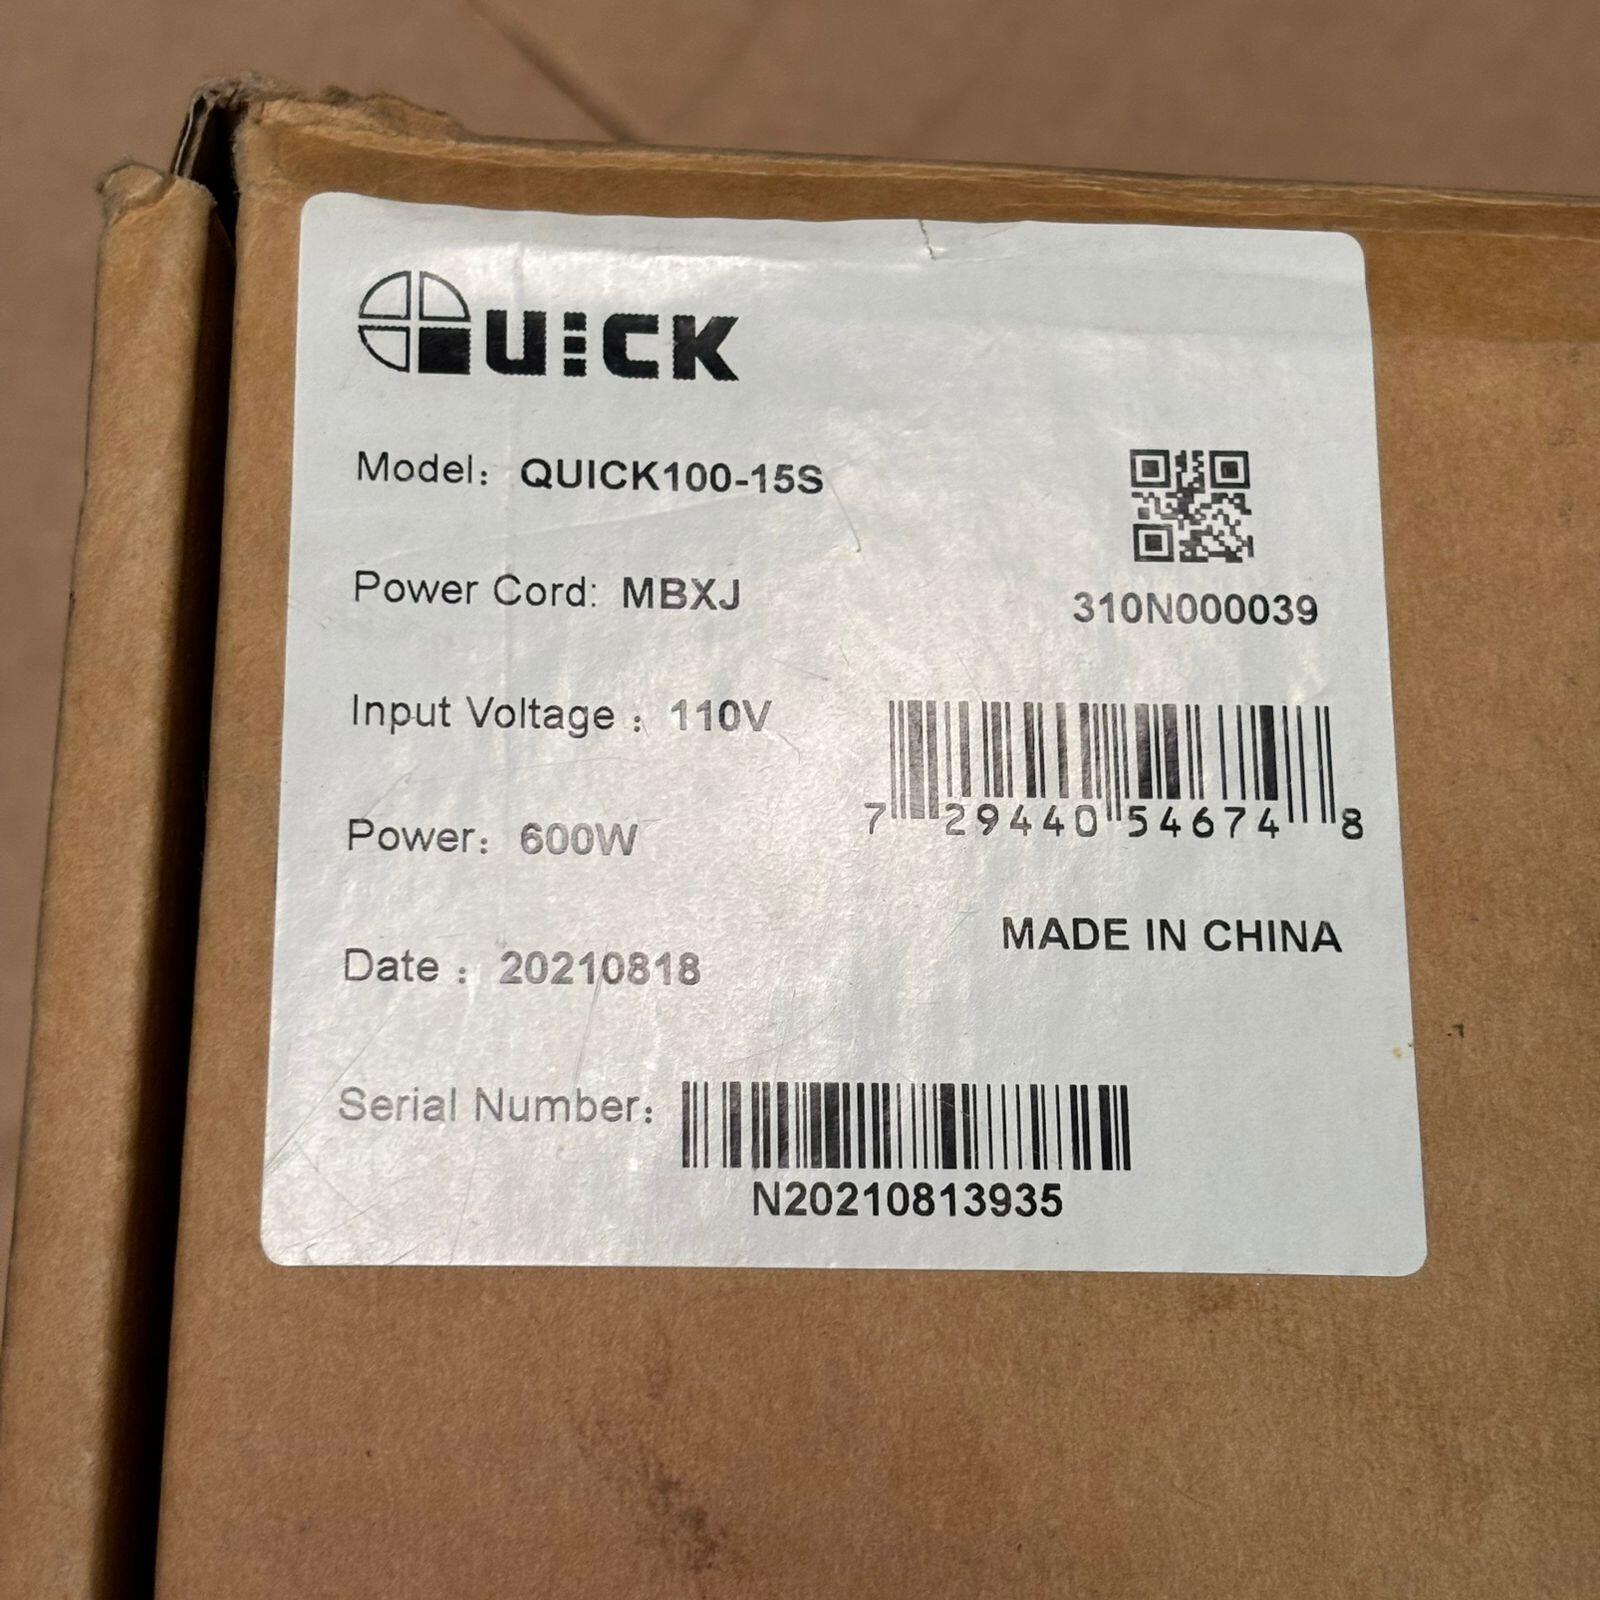 QUICK
Model: QUICK100-15S
Power Cord: MBXJ
310N000039
Input Voltage : 110V
7 29440 54674 8
Power: 600W
MADE IN CHINA
Date : 20210818
Serial Number:
N20210813935